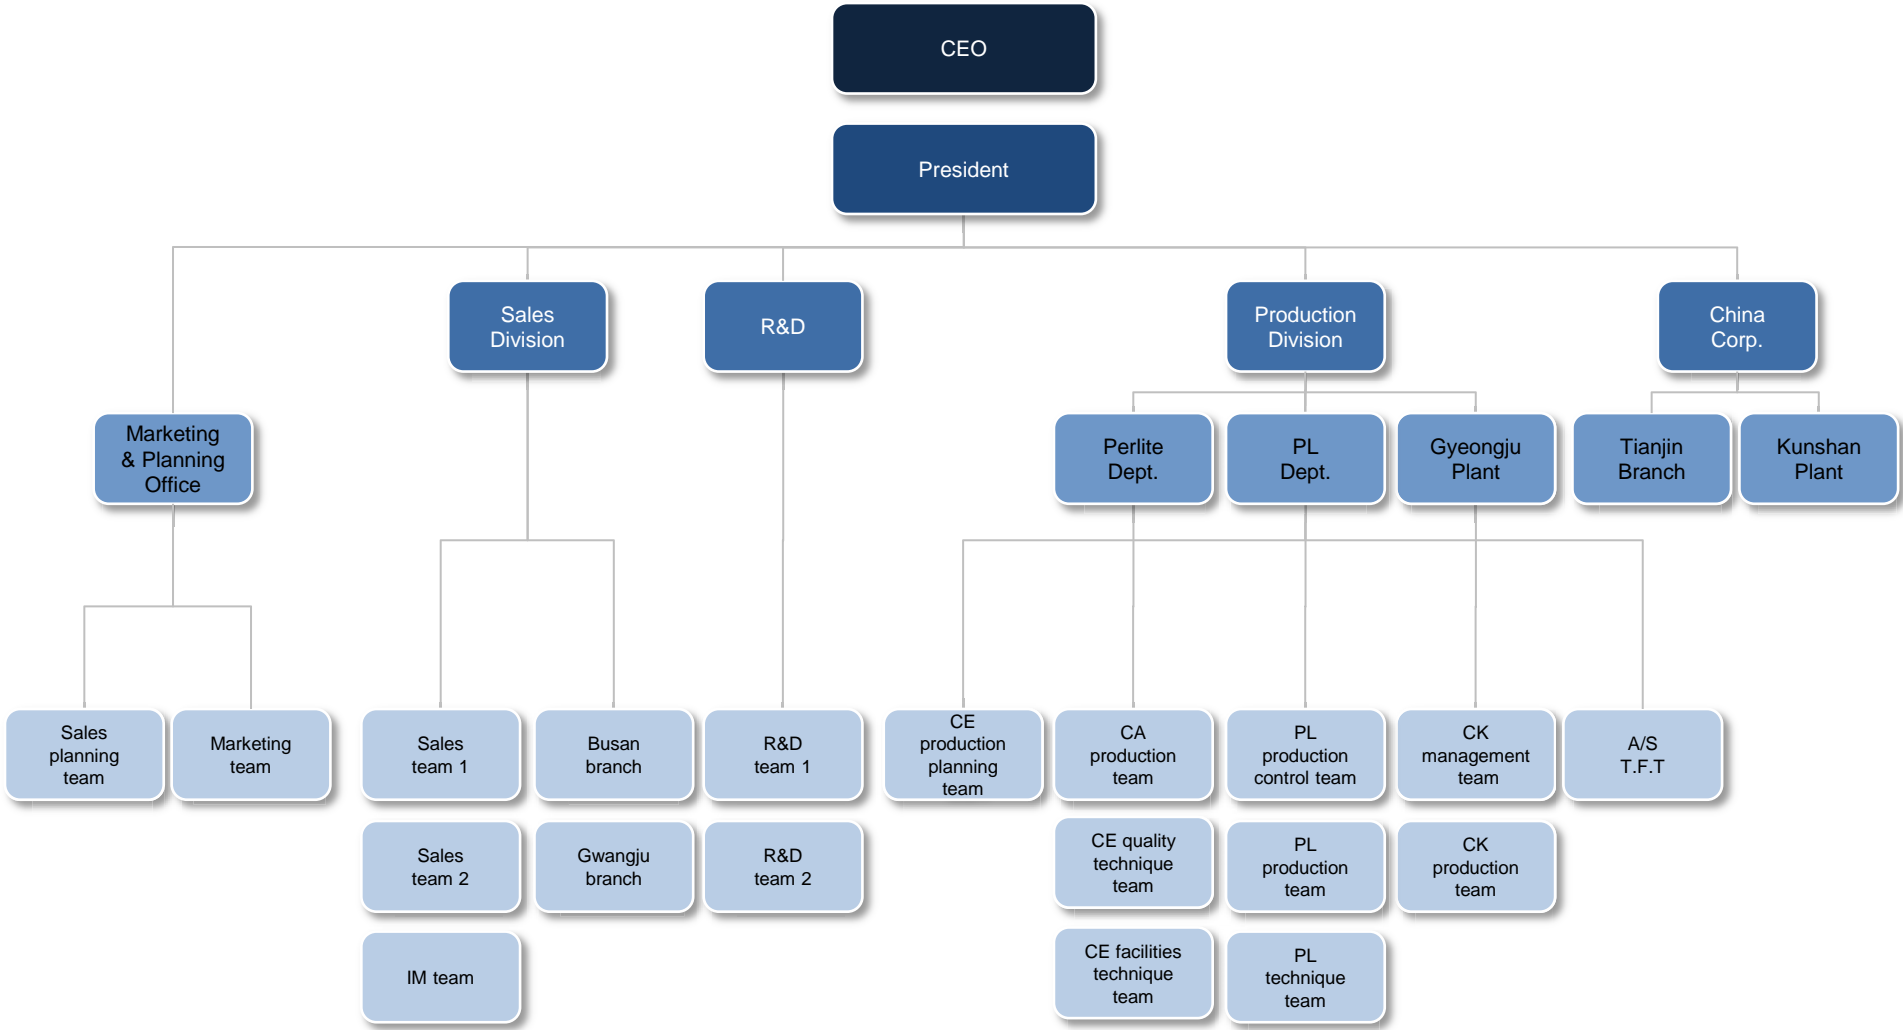 CEO
President
Sales
Division
R&D
Production
Division
China
Corp.
Marketing
& Planning
Office
Perlite
Dept.
PL
Dept.
Gyeongju
Plant
Tianjin
Branch
Kunshan
Plant
Sales
planning
team
Marketing
team
Sales
team 1
Busan
branch
R&D
team 1
CE
production
planning
team
CA
production
team
PL
production
control team
CK
management
team
A/S
T.F.T
Sales
team 2
Gwangju
branch
R&D
team 2
CE quality
technique
team
PL
production
team
CK
production
team
IM team
CE facilities
technique
team
PL
technique
team